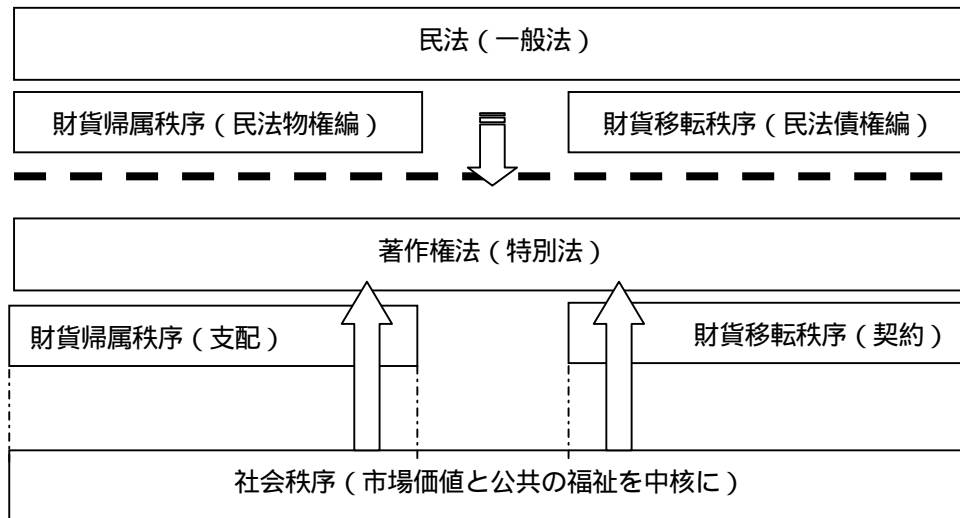 民法（一般法）
財貨帰属秩序（民法物権編）
財貨移転秩序（民法債権編）
著作権法（特別法）
財貨帰属秩序（支配）
財貨移転秩序（契約）
社会秩序（市場価値と公共の福祉を中核に）